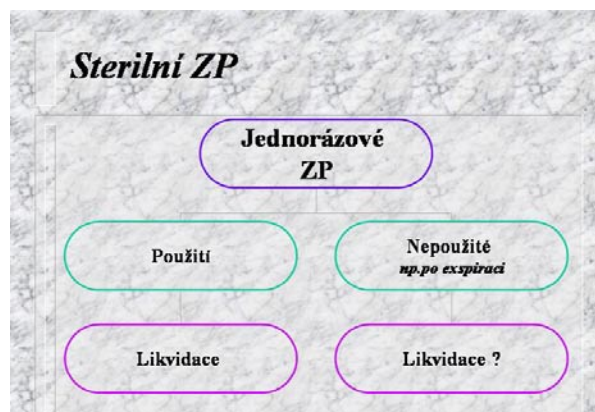 Sterilní ZP
Jednorázové
ZP
Použití
Nepoužité
np.po exspiraci
Likvidace
Likvidace ?